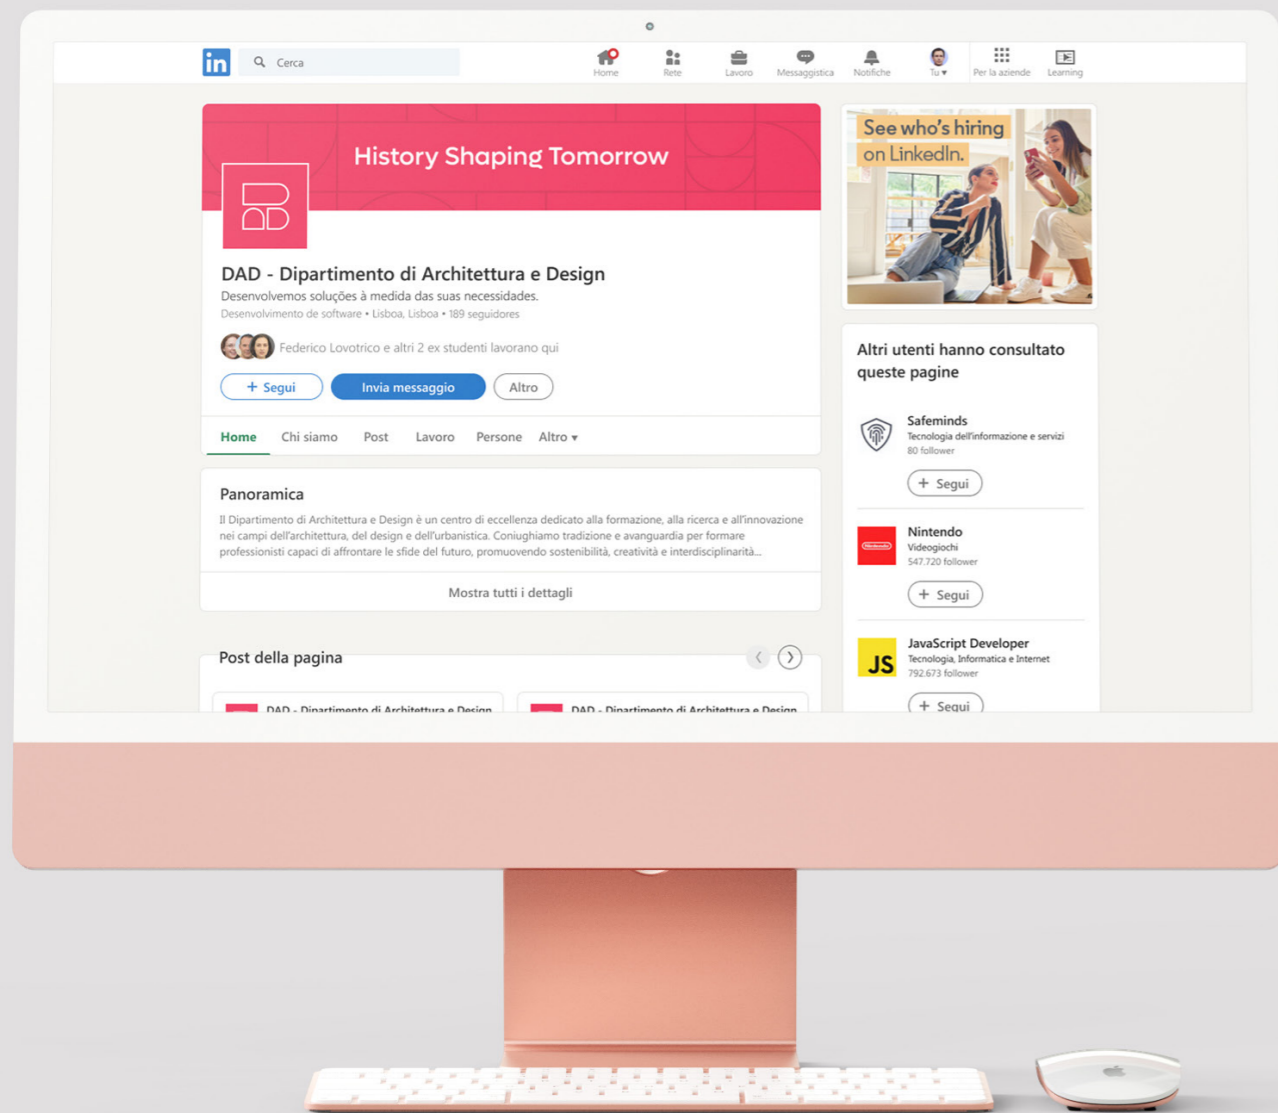 in
Cerca
Home
Rete
Lavoro
Messaggistica
Notifiche
Tu ▾
Per la aziende
Learning
History Shaping Tomorrow
DAD
DAD - Dipartimento di Architettura e Design
Desenvolvemos soluções à medida das suas necessidades.
Desenvolvimento de software • Lisboa, Lisboa • 189 seguidores
Federico Lovotrico e altri 2 ex studenti lavorano qui
+ Segui
Invia messaggio
Altro
Home
Chi siamo
Post
Lavoro
Persone
Altro ▾
Panoramica
Il Dipartimento di Architettura e Design è un centro di eccellenza dedicato alla formazione, alla ricerca e all'innovazione
nei campi dell'architettura, del design e dell'urbanistica. Coniughiamo tradizione e avanguardia per formare
professionisti capaci di affrontare le sfide del futuro, promuovendo sostenibilità, creatività e interdisciplinarità...
Mostra tutti i dettagli
Post della pagina
DAD - Dipartimento di Architettura e Design
DAD - Dipartimento di Architettura e Design
See who's hiring
on LinkedIn.
Altri utenti hanno consultato
queste pagine
Safeminds
Tecnologia dell'informazione e servizi
80 follower
+ Segui
Nintendo
Nintendo
Videogiochi
547.720 follower
+ Segui
JS
JavaScript Developer
Tecnologia, Informatica e Internet
792.673 follower
+ Segui